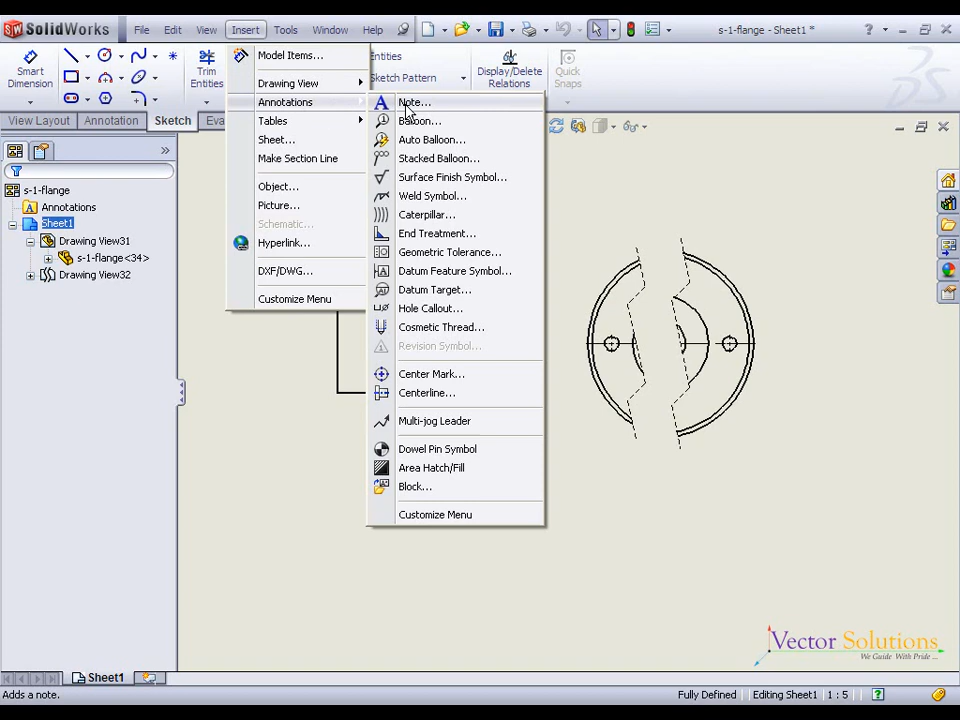 SolidWorks File Edit View Insert Tools Window Help s-1-flange - Sheet1 *
Smart Dimension
Trim Entities
Entities
Sketch Pattern
Display/Delete Relations
Quick Snaps
View Layout Annotation Sketch Eva
s-1-flange
Annotations
Sheet1
Drawing View31
s-1-flange<34>
Drawing View32
Model Items...
Drawing View
Annotations
Tables
Sheet...
Make Section Line
Object...
Picture...
Schematic...
Hyperlink...
DXF/DWG...
Customize Menu
Note...
Balloon...
Auto Balloon...
Stacked Balloon...
Surface Finish Symbol...
Weld Symbol...
Caterpillar...
End Treatment...
Geometric Tolerance...
Datum Feature Symbol...
Datum Target...
Hole Callout...
Cosmetic Thread...
Revision Symbol...
Center Mark...
Centerline...
Multi-jog Leader
Dowel Pin Symbol
Area Hatch/Fill
Block...
Customize Menu
Vector Solutions
We Guide With Pride ...
Sheet1
Adds a note. Fully Defined Editing Sheet1 1 : 5